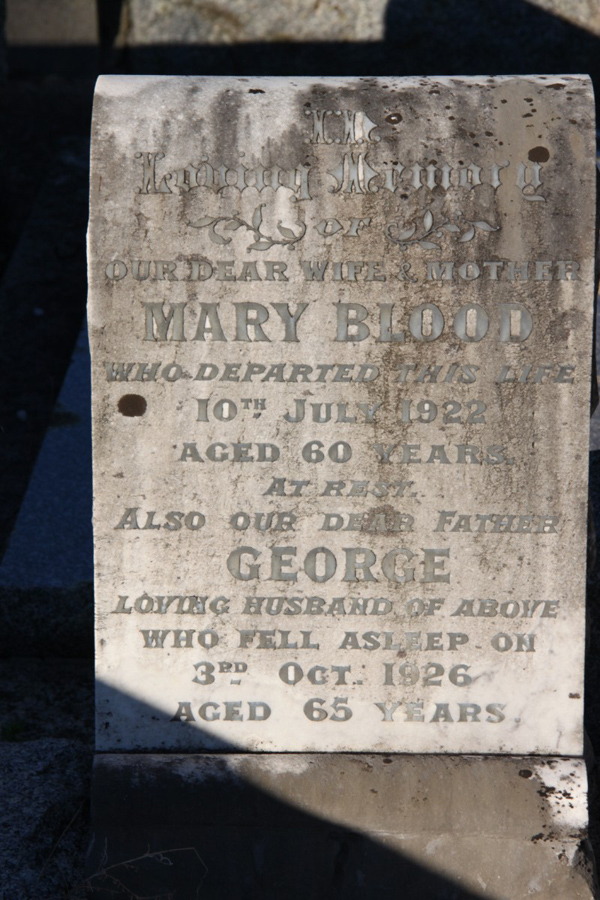 In
Loving Memory
OF
OUR DEAR WIFE & MOTHER
MARY BLOOD
WHO DEPARTED THIS LIFE
10TH JULY 1922
AGED 60 YEARS.
AT REST.
ALSO OUR DEAR FATHER
GEORGE
LOVING HUSBAND OF ABOVE
WHO FELL ASLEEP ON
3RD OCT. 1926
AGED 65 YEARS.